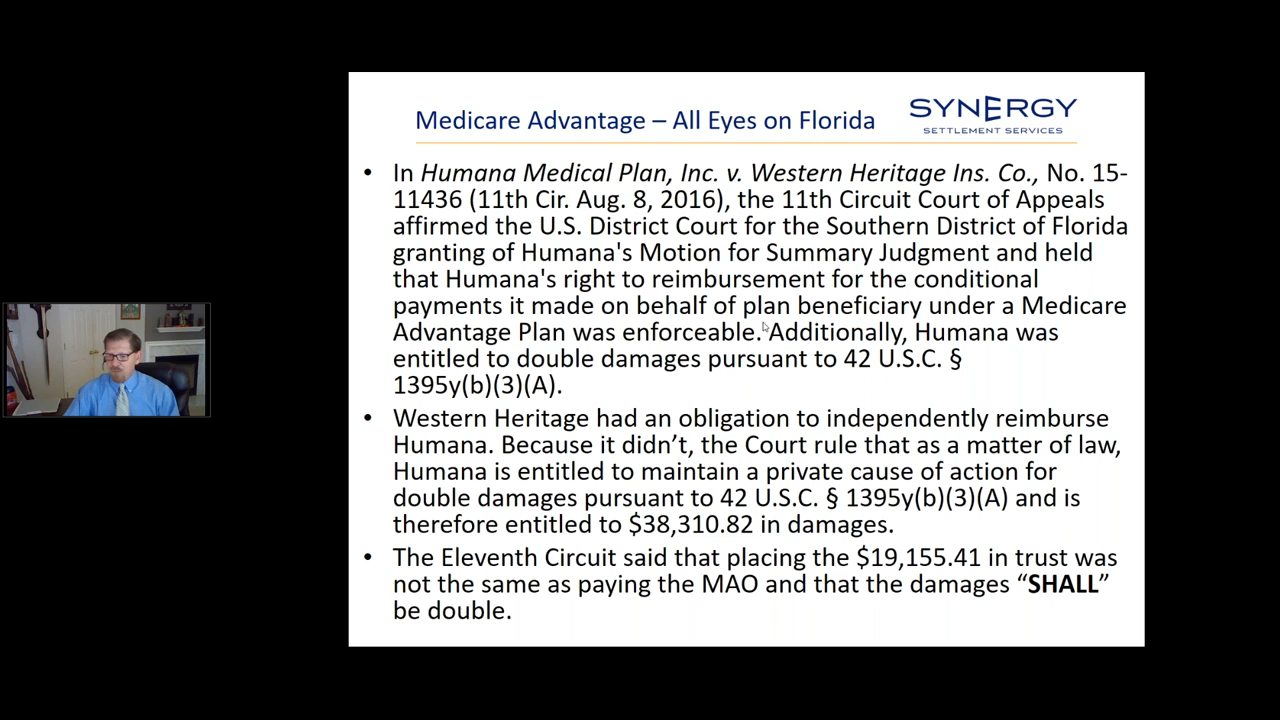 Medicare Advantage – All Eyes on Florida
SYNERGY
SETTLEMENT SERVICES
• In Humana Medical Plan, Inc. v. Western Heritage Ins. Co., No. 15-
11436 (11th Cir. Aug. 8, 2016), the 11th Circuit Court of Appeals
affirmed the U.S. District Court for the Southern District of Florida
granting of Humana's Motion for Summary Judgment and held
that Humana's right to reimbursement for the conditional
payments it made on behalf of plan beneficiary under a Medicare
Advantage Plan was enforceable. Additionally, Humana was
entitled to double damages pursuant to 42 U.S.C. §
1395y(b)(3)(A).
• Western Heritage had an obligation to independently reimburse
Humana. Because it didn’t, the Court rule that as a matter of law,
Humana is entitled to maintain a private cause of action for
double damages pursuant to 42 U.S.C. § 1395y(b)(3)(A) and is
therefore entitled to $38,310.82 in damages.
• The Eleventh Circuit said that placing the $19,155.41 in trust was
not the same as paying the MAO and that the damages “SHALL”
be double.